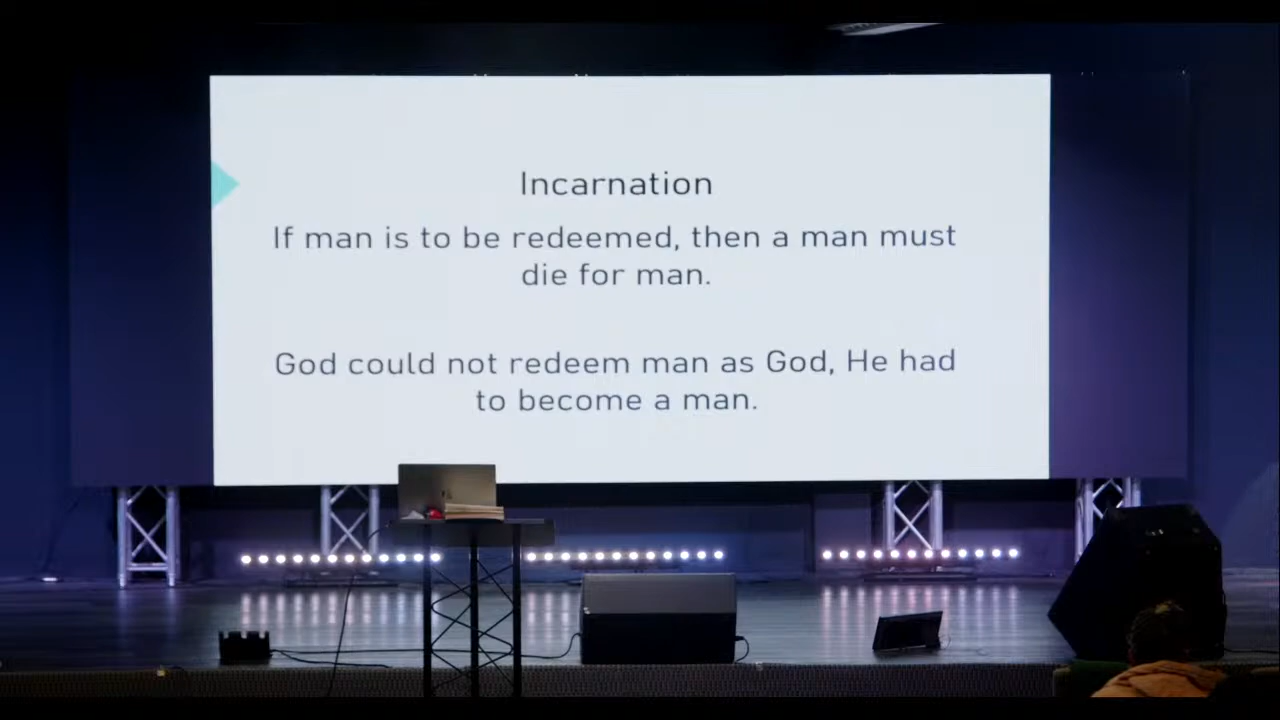 Incarnation
If man is to be redeemed, then a man must
die for man.
God could not redeem man as God, He had
to become a man.